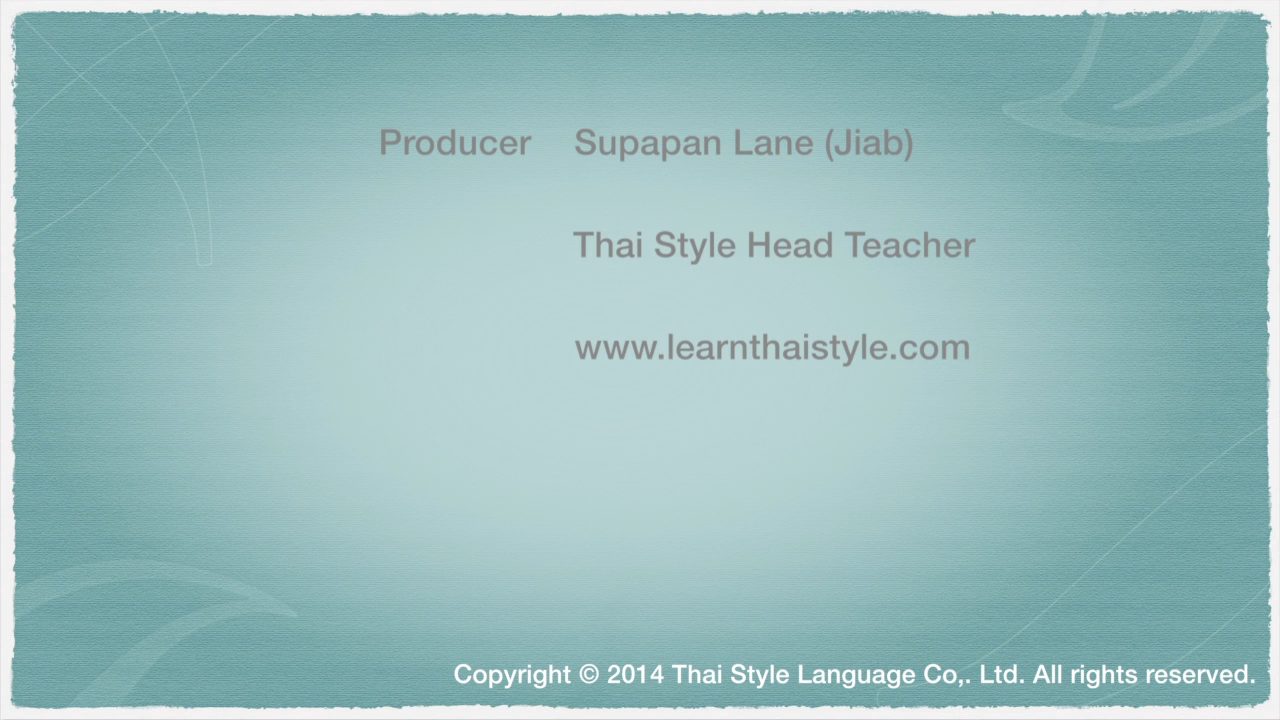 Producer Supapan Lane (Jiab)
Thai Style Head Teacher
www.learnthaistyle.com
Copyright © 2014 Thai Style Language Co,. Ltd. All rights reserved.